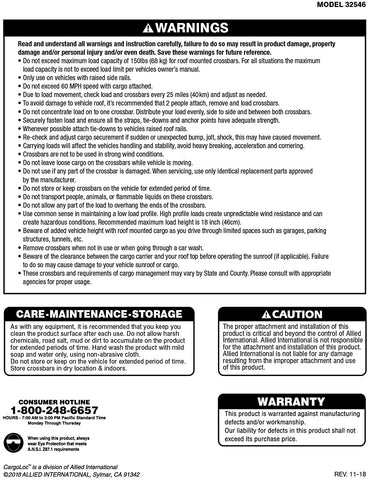 MODEL 32546
WARNINGS
Read and understand all warnings and instruction carefully, failure to do so may result in product damage, property
damage and/or personal injury and/or even death. Save these warnings for future reference.
• Do not exceed maximum load capacity of 150lbs (68 kg) for roof mounted crossbars. For all situations the maximum
load capacity is not to exceed load limit per vehicles owner's manual.
• Only use on vehicles with raised side rails.
• Do not exceed 60 MPH speed with cargo attached.
• Due to load movement, check load and crossbars every 25 miles (40km) and adjust as needed.
• To avoid damage to vehicle roof, it's recommended that 2 people attach, remove and load crossbars.
• Do not concentrate load on to one crossbar. Distribute your load evenly, side to side and between both crossbars.
• Securely fasten load and ensure all the straps, tie-downs and anchor points have adequate strength.
• Whenever possible attach tie-downs to vehicles raised roof rails.
• Re-check and adjust cargo securement if sudden or unexpected bump, jolt, shock, this may have caused movement.
• Carrying loads will affect the vehicles handling and stability, avoid heavy breaking, acceleration and cornering.
• Crossbars are not to be used in strong wind conditions.
• Do not leave loose cargo on the crossbars while vehicle is moving.
• Do not use if any part of the crossbar is damaged. When servicing, use only identical replacement parts approved
by the manufacturer.
• Do not store or keep crossbars on the vehicle for extended period of time.
• Do not transport people, animals, or flammable liquids on these crossbars.
• Do not allow any part of the load to overhang the ends of the crossbars.
• Use common sense in maintaining a low load profile. High profile loads create unpredictable wind resistance and can
create hazardous conditions. Recommended maximum load height is 18 inch (46cm).
• Beware of added vehicle height with roof mounted cargo as you drive through limited spaces such as garages, parking
structures, tunnels, etc.
• Remove crossbars when not in use or when going through a car wash.
• Beware of the clearance between the cargo carrier and your roof top before operating the sunroof (if applicable). Failure
to do so may cause damage to your vehicle sunroof or cargo.
• These crossbars and requirements of cargo management may vary by State and County. Please consult with appropriate
agencies for proper usage.
CARE-MAINTENANCE-STORAGE
As with any equipment, it is recommended that you keep you
clean the product surface after each use. Do not allow harsh
chemicals, road salt, mud or dirt to accumulate on the product
for extended periods of time. Hand wash the product with mild
soap and water only, using non-abrasive cloth.
Do not store or keep on the vehicle for extended period of time.
Store crossbars in dry location & indoors.
CAUTION
The proper attachment and installation of this
product is critical and beyond the control of Allied
International. Allied International is not responsible
for the attachment and installation of this product.
Allied International is not liable for any damage
resulting from the improper attachment and use
of this product.
CONSUMER HOTLINE
1-800-248-6657
HOURS - 7:00 AM to 3:00 PM Pacific Standard Time
Monday Through Thursday
When using this product, always
wear Eye Protection that meets
A.N.S.I. Z87.1 requirements
WARRANTY
This product is warranted against manufacturing
defects and/or workmanship.
Our liability for defects in this product shall not
exceed its purchase price.
CargoLoc™ is a division of Allied International
©2018 ALLIED INTERNATIONAL, Sylmar, CA 91342
REV. 11-18